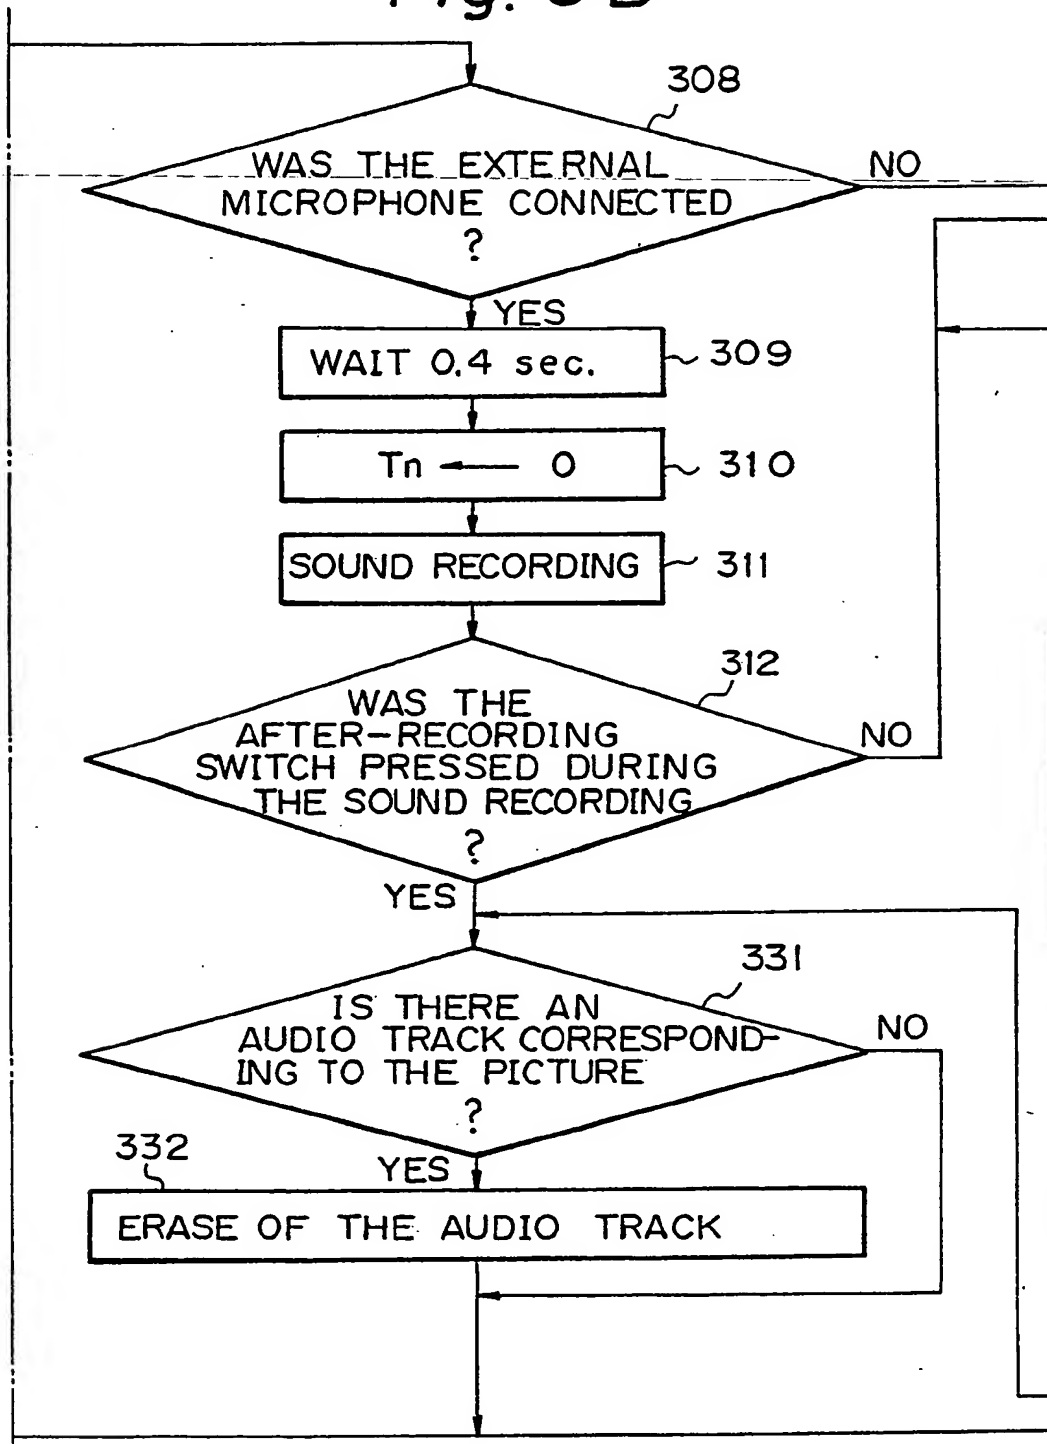 308
WAS THE EXTERNAL
MICROPHONE CONNECTED
?
NO
YES
WAIT 0.4 sec.
309
Tn ← 0
310
SOUND RECORDING
311
312
WAS THE
AFTER-RECORDING
SWITCH PRESSED DURING
THE SOUND RECORDING
?
NO
YES
331
IS THERE AN
AUDIO TRACK CORRESPOND-
ING TO THE PICTURE
?
NO
YES
332
ERASE OF THE AUDIO TRACK